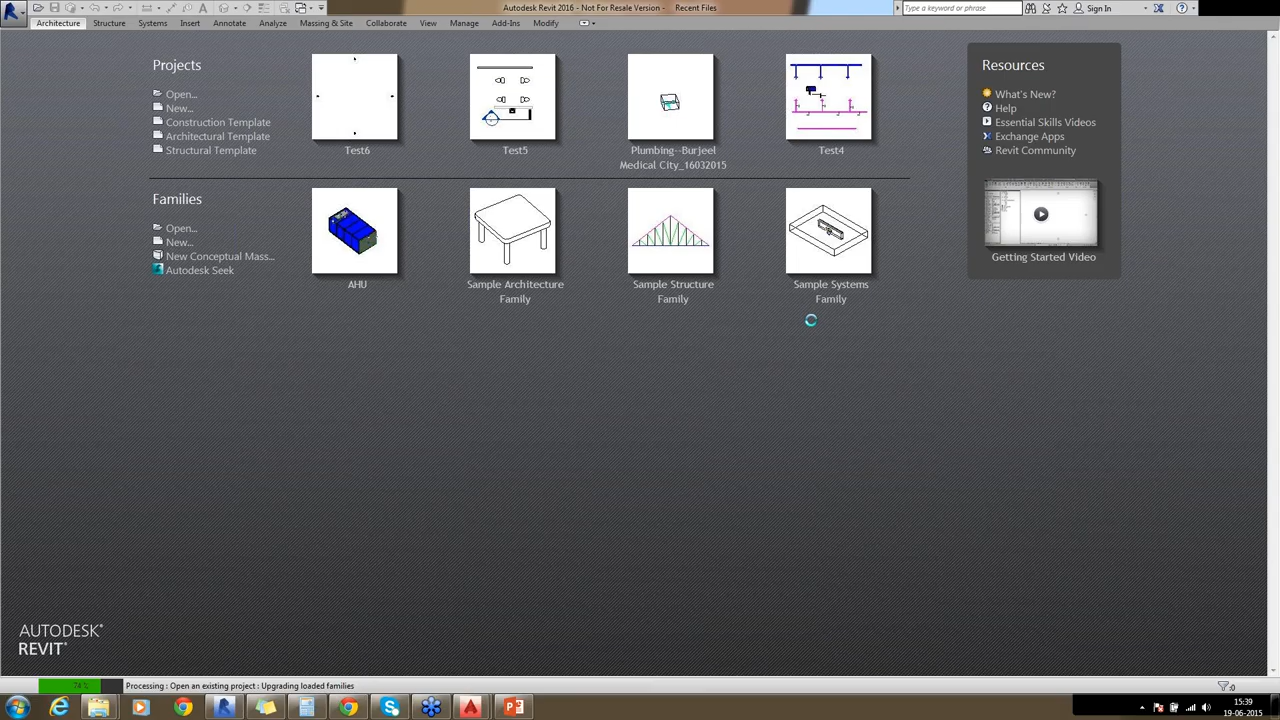 Autodesk Revit 2016 - Not For Resale Version - Recent Files
Type a keyword or phrase
Sign In
Architecture Structure Systems Insert Annotate Analyze Massing & Site Collaborate View Manage Add-Ins Modify
Projects
Open...
New...
Construction Template
Architectural Template
Structural Template
Test6
Test5
Plumbing--Burjeel
Medical City_16032015
Test4
Resources
What's New?
Help
Essential Skills Videos
Exchange Apps
Revit Community
Getting Started Video
Families
Open...
New...
New Conceptual Mass...
Autodesk Seek
AHU
Sample Architecture
Family
Sample Structure
Family
Sample Systems
Family
AUTODESK®
REVIT®
74 %
Processing : Open an existing project : Upgrading loaded families
:0
15:39
19-06-2015